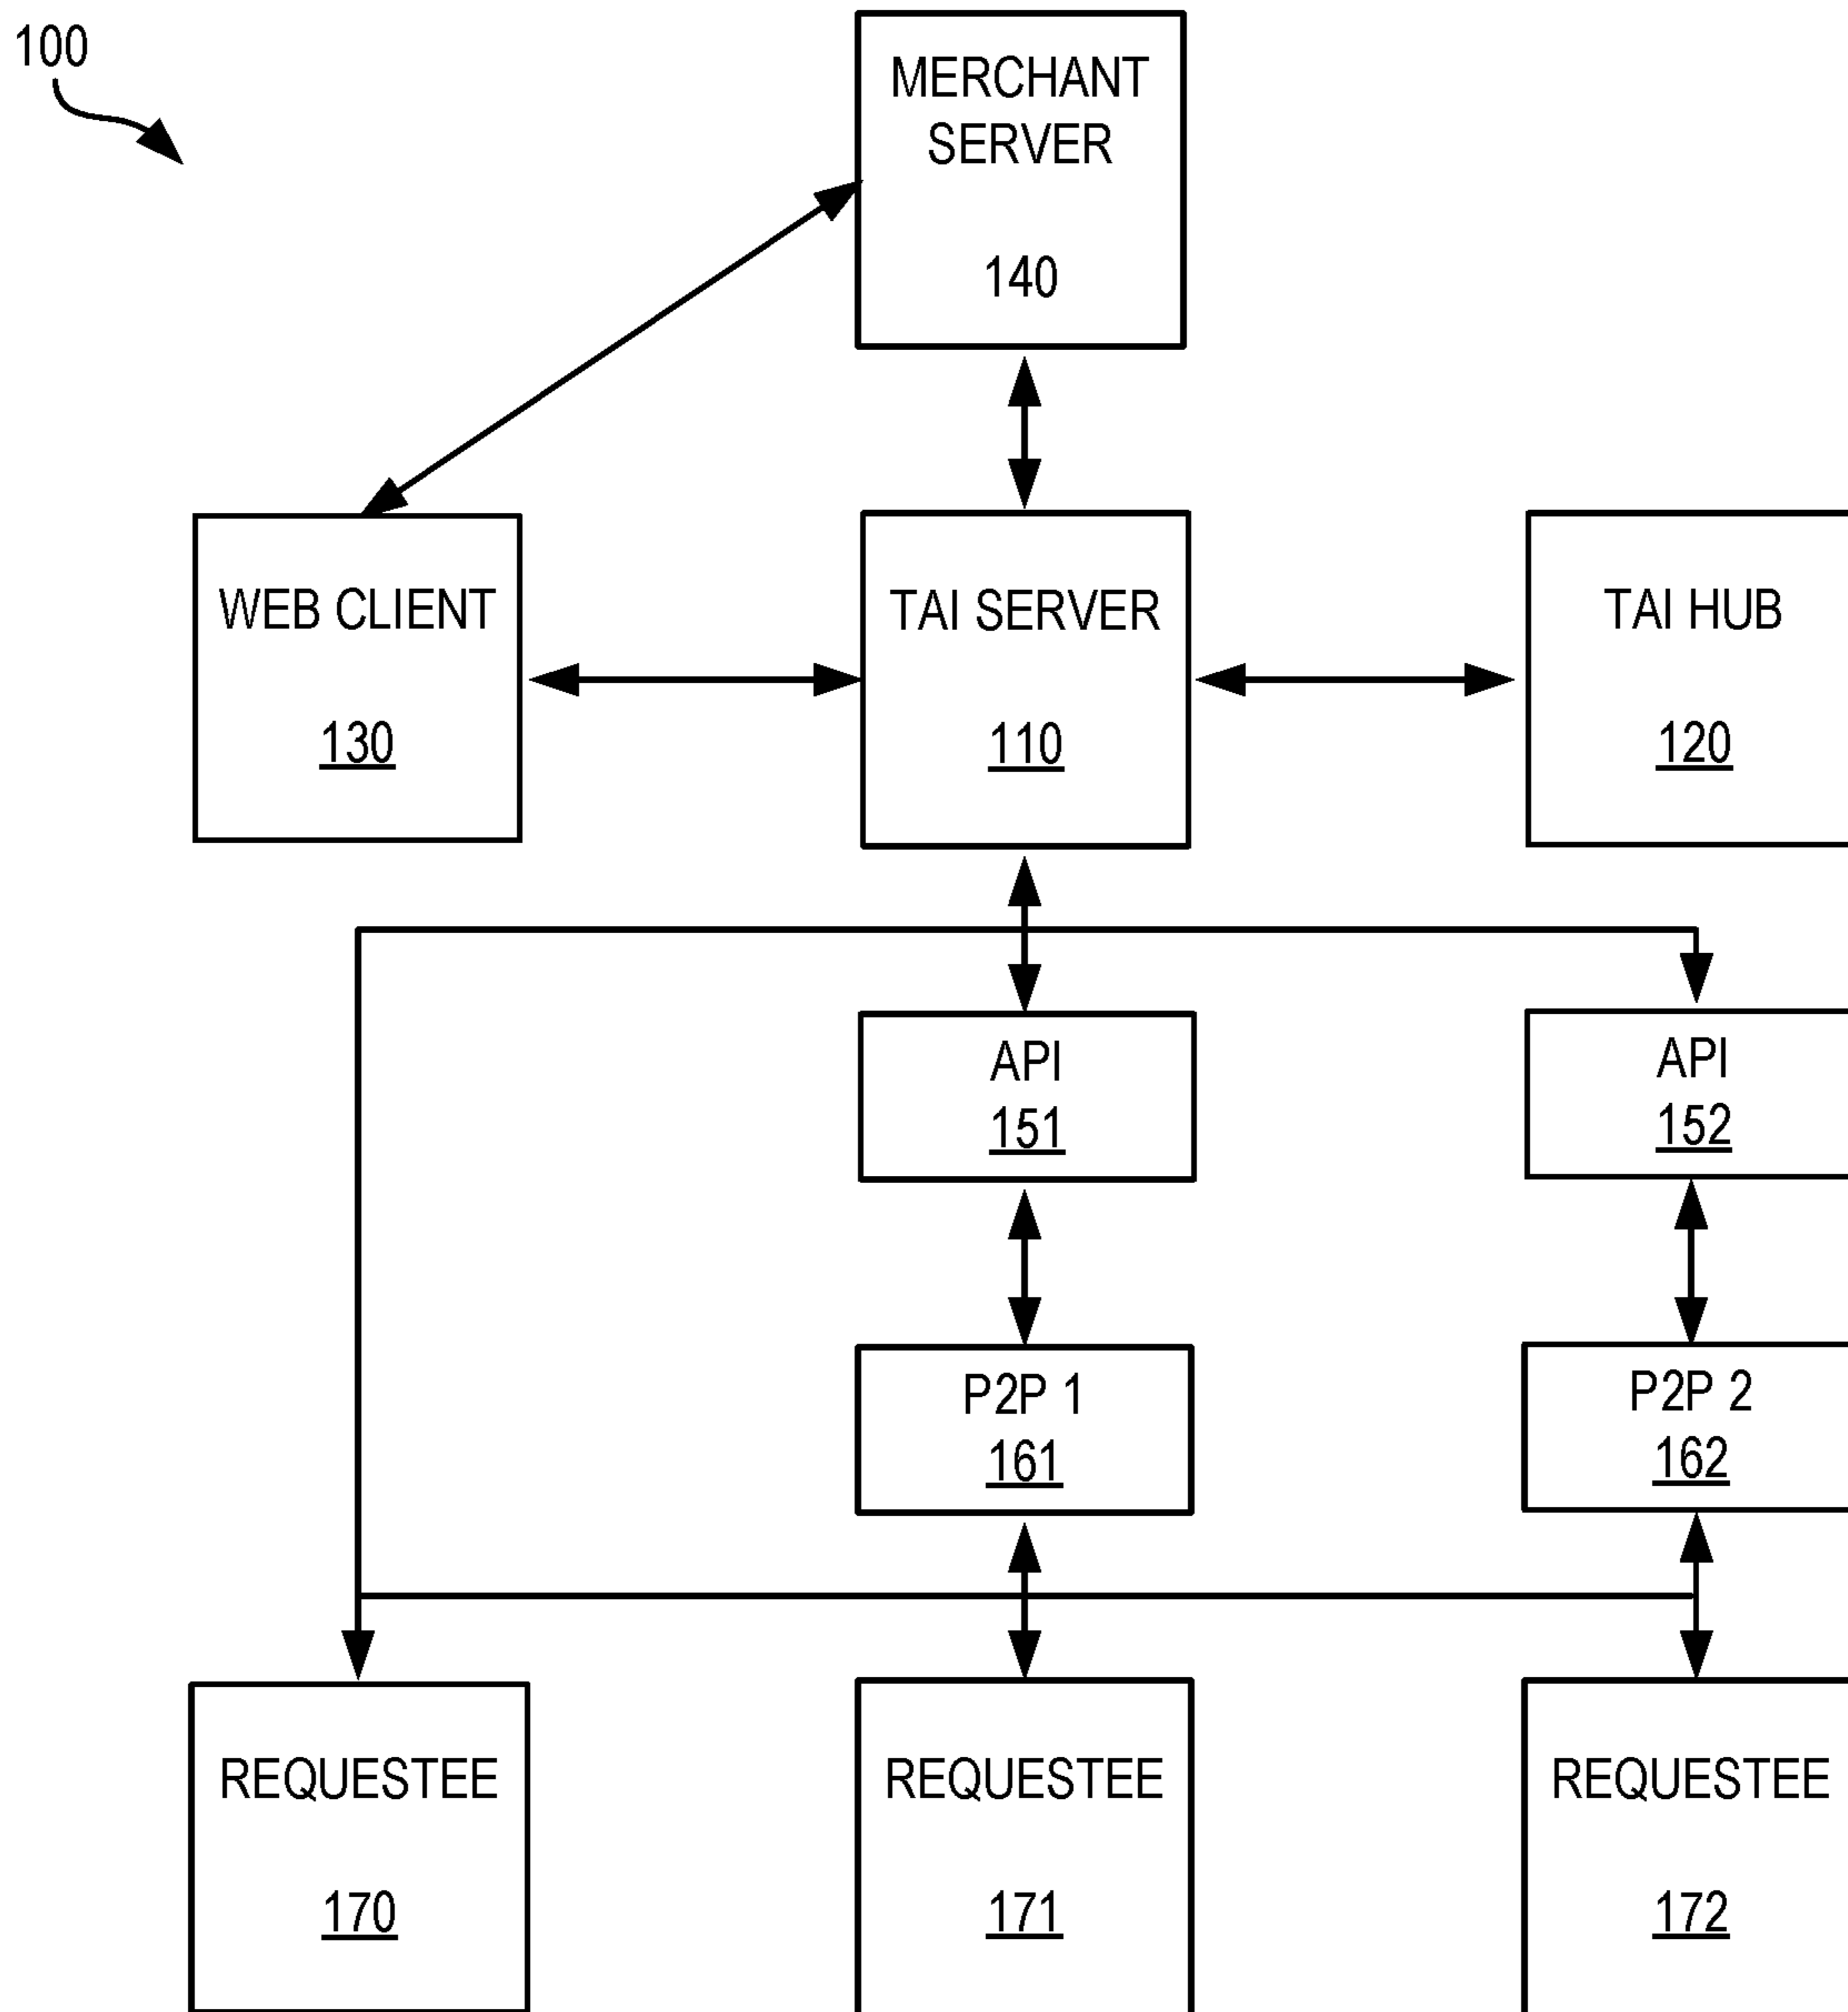 100
MERCHANT
SERVER
140
WEB CLIENT
130
TAI SERVER
110
TAI HUB
120
API
151
API
152
P2P 1
161
P2P 2
162
REQUESTEE
170
REQUESTEE
171
REQUESTEE
172